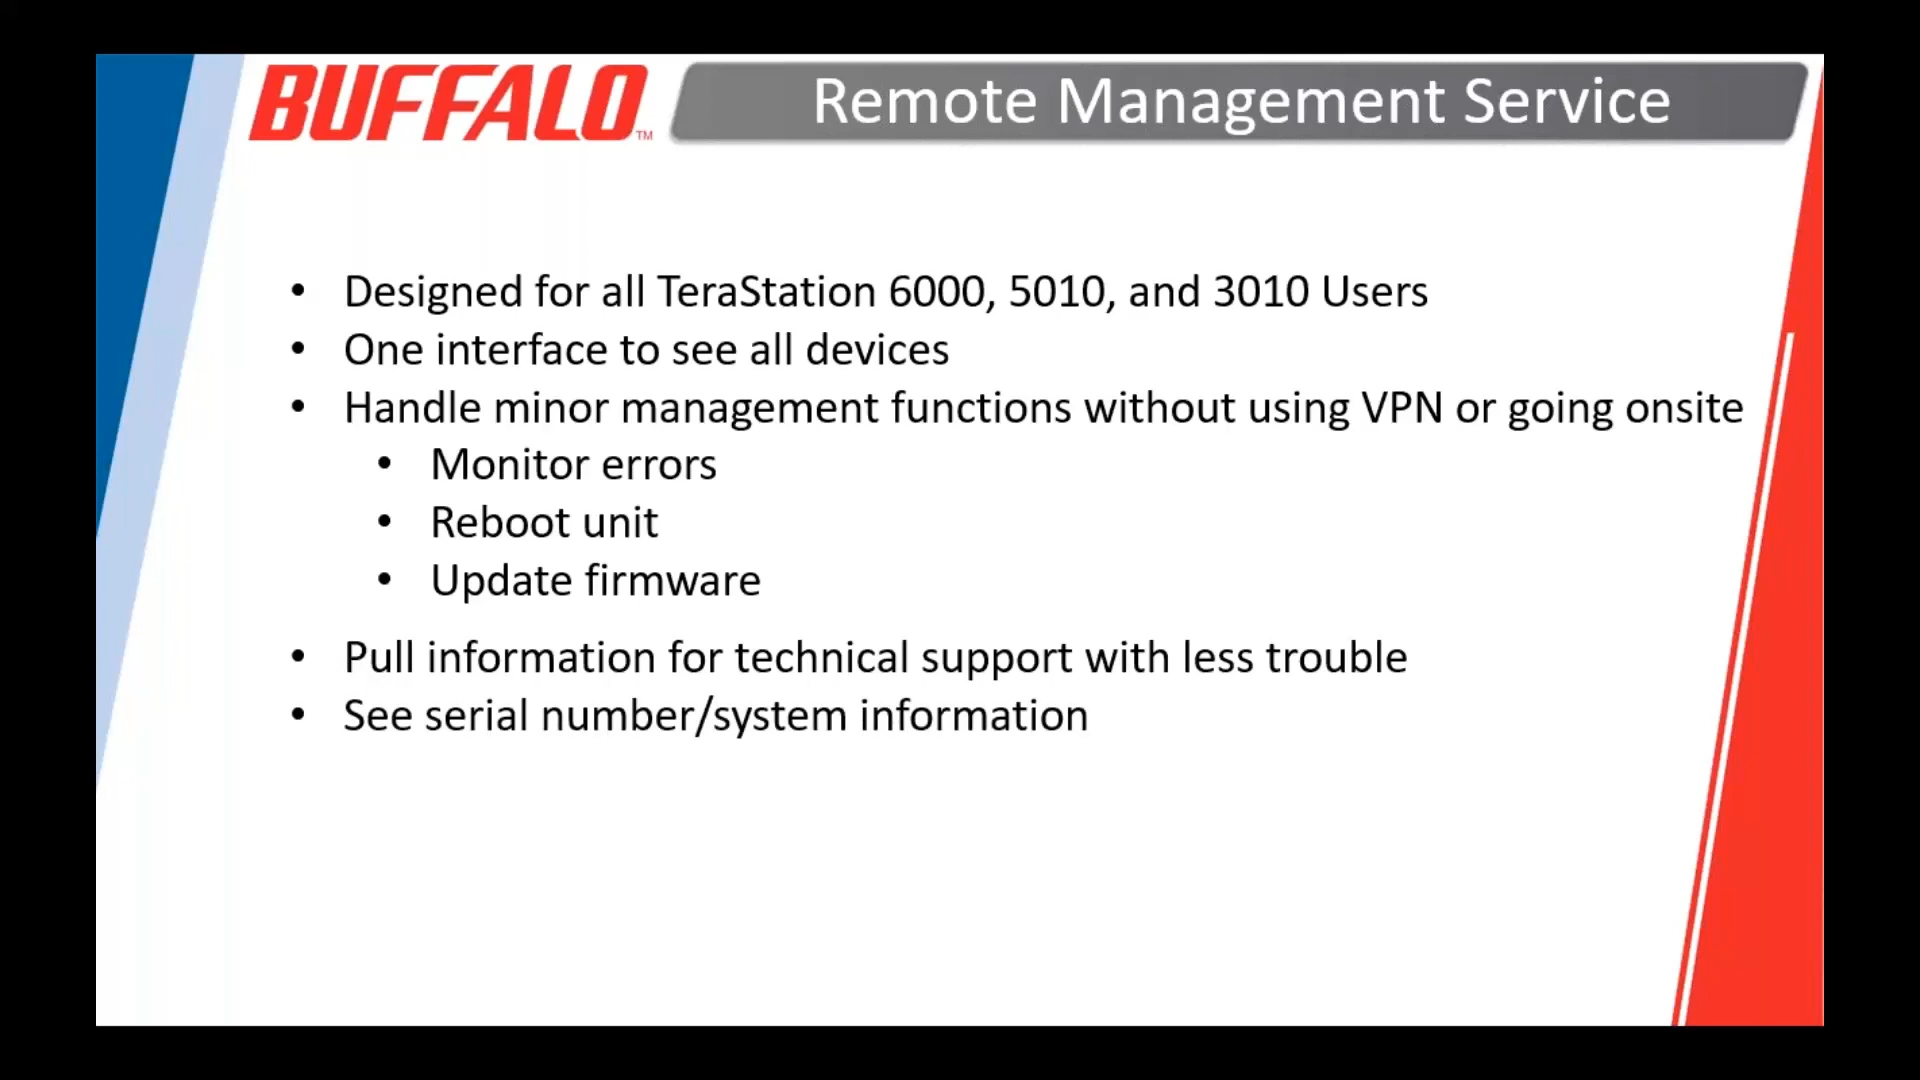 BUFFALO™ Remote Management Service
• Designed for all TeraStation 6000, 5010, and 3010 Users
• One interface to see all devices
• Handle minor management functions without using VPN or going onsite
• Monitor errors
• Reboot unit
• Update firmware
• Pull information for technical support with less trouble
• See serial number/system information